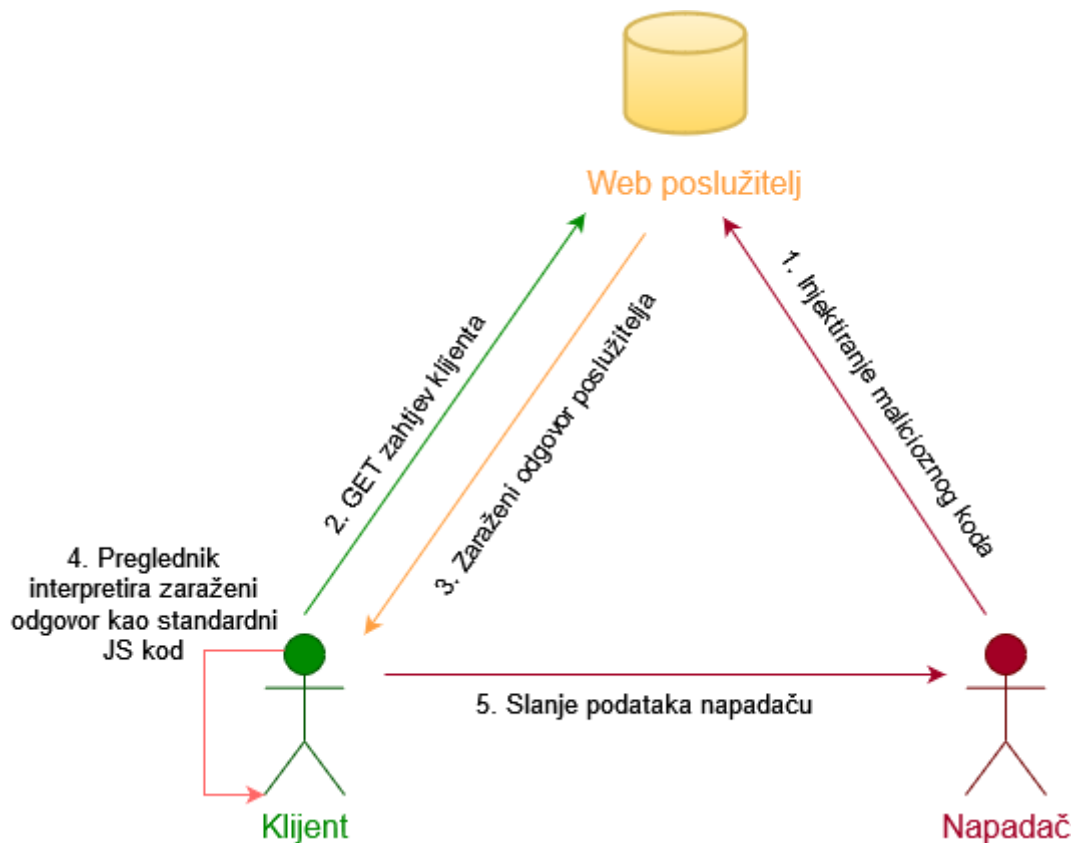 Web poslužitelj
1. Injektiranje malicioznog koda
2. GET zahtijev klijenta
3. Zaraženi odgovor poslužitelja
4. Preglednik
interpretira zaraženi
odgovor kao standardni
JS kod
5. Slanje podataka napadaču
Klijent
Napadač